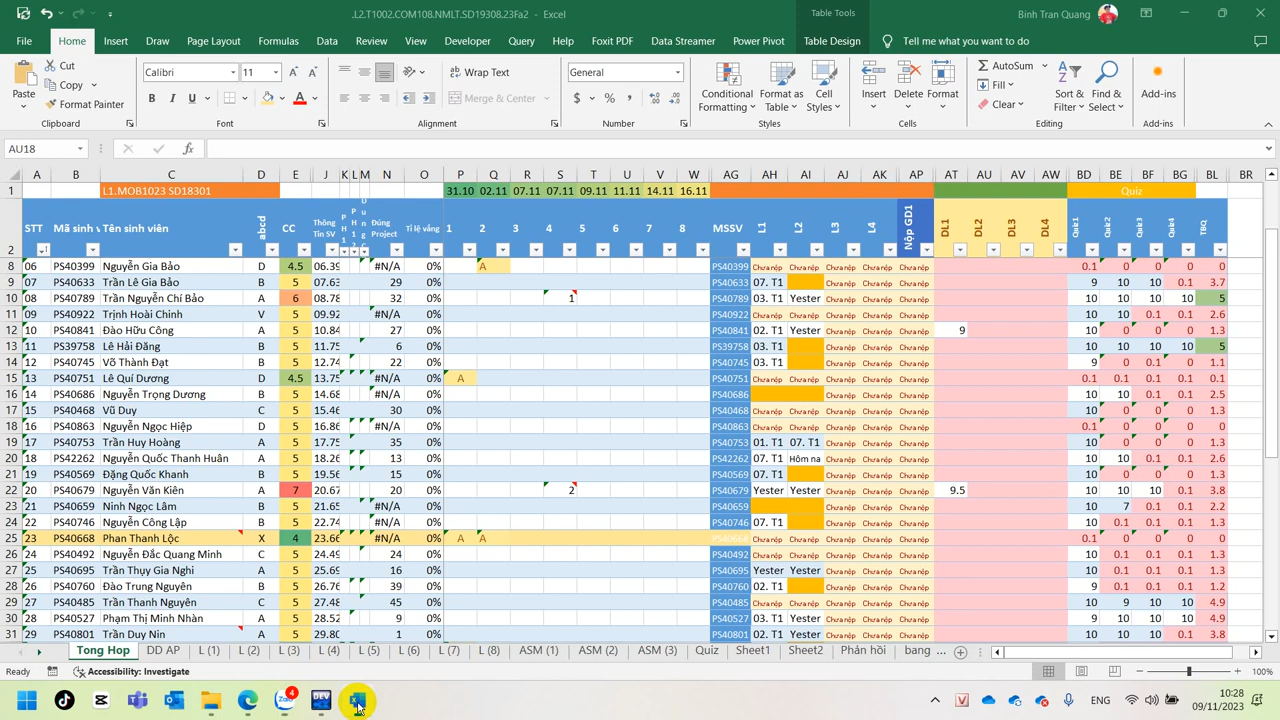 .L2.T1002.COM108.NMLT.SD19308.23Fa2 - Excel
Table Tools
Binh Tran Quang
File Home Insert Draw Page Layout Formulas Data Review View Developer Query Help Foxit PDF Data Streamer Power Pivot Table Design Tell me what you want to do
Paste Cut Copy Format Painter
Calibri 11
B I U
Wrap Text
Merge & Center
General
Conditional Formatting Format as Table Cell Styles
Insert Delete Format
AutoSum Fill Clear
Sort & Filter Find & Select
Add-ins
Clipboard Font Alignment Number Styles Cells Editing Add-ins
AU18
A B C D E J K L M N O P Q R S T U V W AG AH AI AJ AK AP AT AU AV AW BD BE BF BG BL BR
1 L1.MOB1023 SD18301 31.10 02.11 07.11 07.11 09.11 11.11 14.11 16.11 Quiz
2 STT Mã sinh v Tên sinh viên abcd CC Thông Tin SV Đúng Project Tỉ lệ vắng 1 2 3 4 5 6 7 8 MSSV L1 L2 L3 L4 Nộp GD1 DL1 DL2 DL3 DL4 Quiz1 Quiz2 Quiz3 Quiz4 TBQ
8 06 PS40399 Nguyễn Gia Bảo D 4.5 06.39 #N/A 0% A PS40399 Chưa nộp Chưa nộp Chưa nộp Chưa nộp Chưa nộp 0.1 0 0 0 0
9 07 PS40633 Trần Lê Gia Bảo B 5 07.63 29 0% PS40633 07. T1 Chưa nộp Chưa nộp Chưa nộp 9 10 10 0.1 3.7
10 08 PS40789 Trần Nguyễn Chí Bảo A 6 08.78 32 0% 1 PS40789 03. T1 Yester Chưa nộp Chưa nộp Chưa nộp 10 10 10 10 5
11 09 PS40922 Trịnh Hoài Chinh V 5 09.92 #N/A 0% PS40922 Chưa nộp Chưa nộp Chưa nộp Chưa nộp Chưa nộp 10 10 0.1 0.1 2.6
12 10 PS40841 Đào Hữu Công A 5 10.84 27 0% PS40841 02. T1 Yester Chưa nộp Chưa nộp Chưa nộp 9 10 0 0 0.1 1.3
13 11 PS39758 Lê Hải Đăng B 5 11.75 6 0% PS39758 03. T1 Chưa nộp Chưa nộp Chưa nộp 10 10 10 10 5
14 12 PS40745 Võ Thành Đạt B 5 12.74 22 0% PS40745 03. T1 Chưa nộp Chưa nộp Chưa nộp 9 0 0.1 0.1 1.2
15 13 PS40751 Lê Quí Dương D 4.5 13.75 #N/A 0% A PS40751 Chưa nộp Chưa nộp Chưa nộp Chưa nộp Chưa nộp 0.1 0.1 0.1 0.1 0.1
16 14 PS40686 Nguyễn Trọng Dương B 5 14.68 #N/A 0% PS40686 Chưa nộp Chưa nộp Chưa nộp 10 10 0 0.1 2.5
17 15 PS40468 Vũ Duy C 5 15.86 30 0% PS40468 Chưa nộp Chưa nộp Chưa nộp Chưa nộp Chưa nộp 10 0 0.1 0.1 1.3
18 16 PS40863 Nguyễn Ngọc Hiệp D 5 16.86 #N/A 0% PS40863 Chưa nộp Chưa nộp Chưa nộp Chưa nộp Chưa nộp 0.1 0 0 0.1 0
19 17 PS40753 Trần Huy Hoàng A 5 17.75 35 0% PS40753 01. T1 07. T1 Chưa nộp Chưa nộp Chưa nộp 10 0 0.1 0.1 1.3
20 18 PS42262 Nguyễn Quốc Thanh Huân A 5 18.26 13 0% PS42262 03. T1 Hôm na Chưa nộp Chưa nộp Chưa nộp 10 10 0.1 0.1 2.6
21 19 PS40569 Đặng Quốc Khanh B 5 19.56 15 0% PS40569 07. T1 Chưa nộp Chưa nộp Chưa nộp 10 0 0 0.1 1.3
22 20 PS40679 Nguyễn Văn Kiên A 7 20.67 20 0% 2 PS40679 Yester Yester Chưa nộp Chưa nộp Chưa nộp 9.5 10 10 10 0.1 3.8
23 21 PS40659 Ninh Ngọc Lâm B 5 21.65 8 0% PS40659 Chưa nộp Chưa nộp Chưa nộp 10 7 0.1 0.1 2.2
24 22 PS40746 Nguyễn Công Lập B 5 22.74 #N/A 0% PS40746 07. T1 Chưa nộp Chưa nộp Chưa nộp 10 0.1 0.1 0.1 1.3
25 23 PS40668 Phan Thanh Lộc X 4 23.66 #N/A 0% A A PS40668 Chưa nộp Chưa nộp Chưa nộp Chưa nộp Chưa nộp 0.1 0.1 0.1 0.1 0.1
26 24 PS40492 Nguyễn Đắc Quang Minh C 5 24.49 24 0% PS40492 Chưa nộp Chưa nộp Chưa nộp Chưa nộp Chưa nộp 10 0.1 0.1 0.1 1.3
27 25 PS40695 Trần Thụy Gia Nghi A 5 25.69 16 0% PS40695 Yester Yester Chưa nộp Chưa nộp Chưa nộp 10 0.1 0.1 0.1 1.3
28 26 PS40760 Đào Trung Nguyên B 5 26.76 39 0% PS40760 02. T1 Chưa nộp Chưa nộp Chưa nộp 9 0.1 0.1 0.1 1.2
29 27 PS40485 Trần Thanh Nguyên C 5 27.48 45 0% PS40485 Chưa nộp Chưa nộp Chưa nộp Chưa nộp Chưa nộp 10 9 10 10 4.9
30 28 PS40527 Phạm Thị Minh Nhàn A 5 28.52 9 0% PS40527 03. T1 Yester Chưa nộp Chưa nộp Chưa nộp 9 10 10 10 4.9
31 29 PS40801 Trần Duy Nin A 5 29.80 1 0% PS40801 02. T1 Yester Chưa nộp Chưa nộp Chưa nộp 10 10 0.1 0.1 2.6
Tong Hop DD AP L (1) L (2) L (3) L (4) L (5) L (6) L (7) L (8) ASM (1) ASM (2) ASM (3) Quiz Sheet1 Sheet2 Phản hồi bang ...
Ready Accessibility: Investigate 100%
Zalo 4 DEV ENG 10:28
09/11/2023